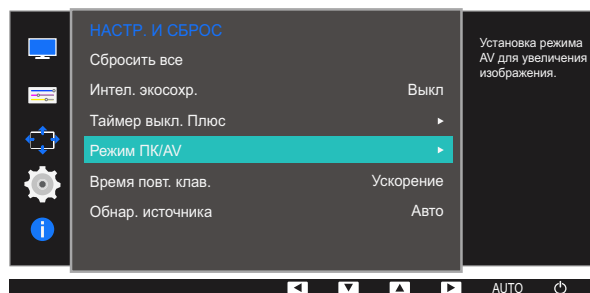 НАСТР. И СБРОС
Сбросить все
Интел. экосохр. Выкл
Таймер выкл. Плюс
Режим ПК/AV
Время повт. клав. Ускорение
Обнар. источника Авто
Установка режима
AV для увеличения
изображения.
AUTO